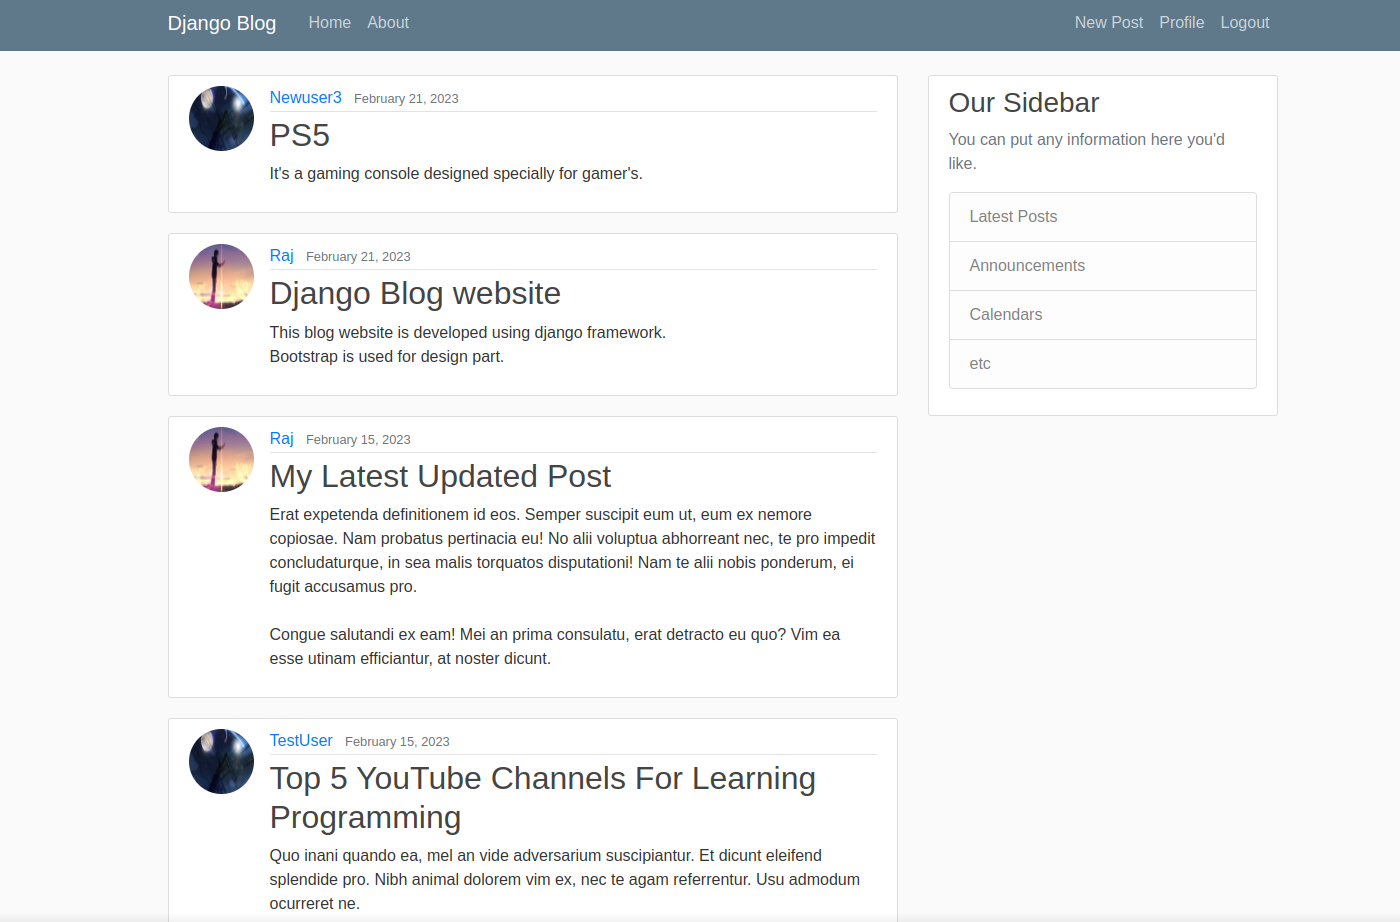 Django Blog Home About New Post Profile Logout
Newuser3 February 21, 2023
PS5
It's a gaming console designed specially for gamer's.
Raj February 21, 2023
Django Blog website
This blog website is developed using django framework.
Bootstrap is used for design part.
Raj February 15, 2023
My Latest Updated Post
Erat expetenda definitionem id eos. Semper suscipit eum ut, eum ex nemore
copiosae. Nam probatus pertinacia eu! No alii voluptua abhorreant nec, te pro impedit
concludaturque, in sea malis torquatos disputationi! Nam te alii nobis ponderum, ei
fugit accusamus pro.
Congue salutandi ex eam! Mei an prima consulatu, erat detracto eu quo? Vim ea
esse utinam efficiantur, at noster dicunt.
TestUser February 15, 2023
Top 5 YouTube Channels For Learning
Programming
Quo inani quando ea, mel an vide adversarium suscipiantur. Et dicunt eleifend
splendide pro. Nibh animal dolorem vim ex, nec te agam referrentur. Usu admodum
ocurreret ne.
Our Sidebar
You can put any information here you'd
like.
Latest Posts
Announcements
Calendars
etc